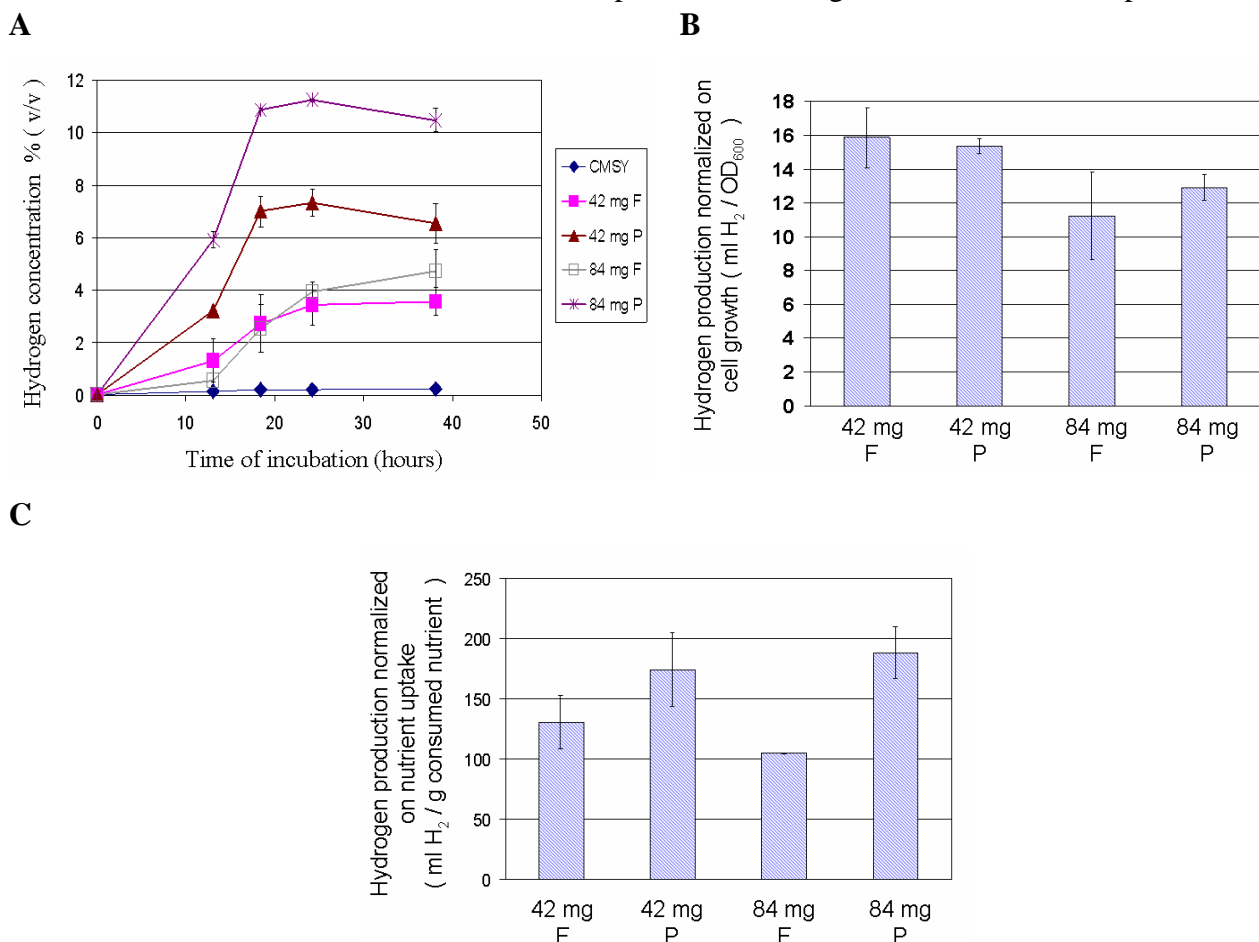 A
B
Hydrogen concentration % ( v/v )
12
10
8
6
4
2
0
0 10 20 30 40 50
Time of incubation (hours)
CMSY
42 mg F
42 mg P
84 mg F
84 mg P
Hydrogen production normalized on
cell growth ( ml H2 / OD600 )
18
16
14
12
10
8
6
4
2
0
42 mg 42 mg 84 mg 84 mg
F P F P
C
Hydrogen production normalized
on nutrient uptake
( ml H2 / g consumed nutrient )
250
200
150
100
50
0
42 mg 42 mg 84 mg 84 mg
F P F P